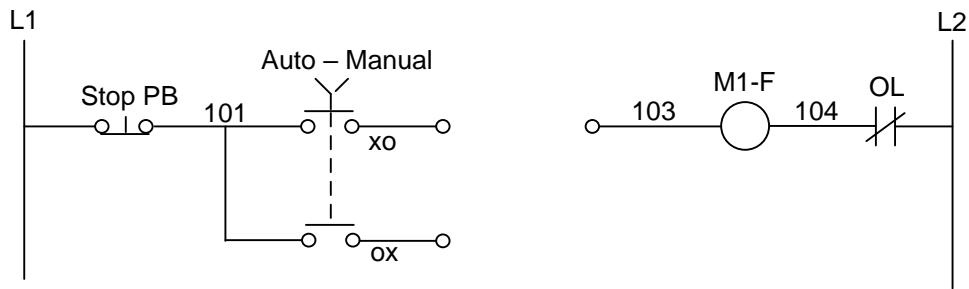 L1
L2
Auto – Manual
Stop PB
M1-F
OL
101
103
104
xo
ox